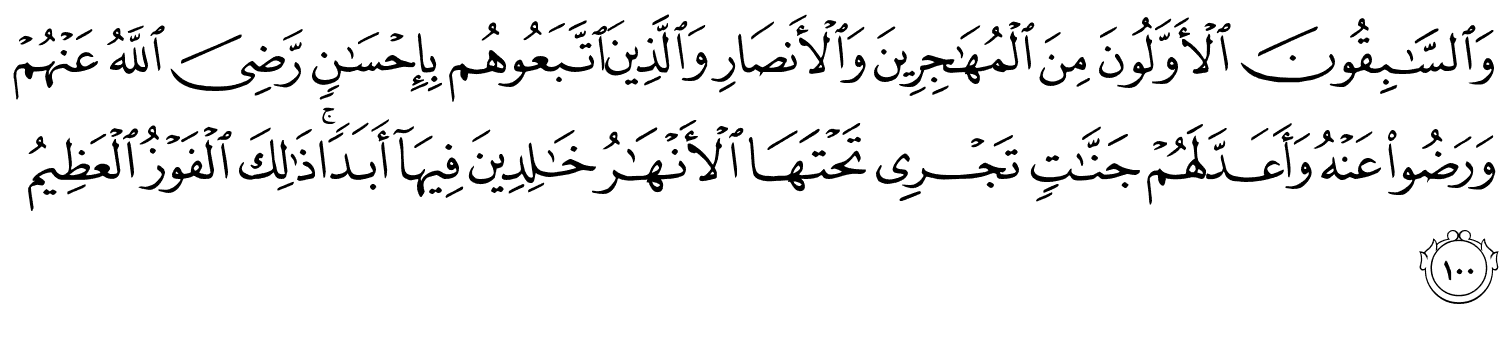 وَٱلسَّـٰبِقُونَ ٱلْأَوَّلُونَ مِنَ ٱلْمُهَـٰجِرِينَ وَٱلْأَنصَارِ وَٱلَّذِينَ ٱتَّبَعُوهُم بِإِحْسَـٰنٍ رَّضِىَ ٱللَّهُ عَنْهُمْ
وَرَضُوا۟ عَنْهُ وَأَعَدَّ لَهُمْ جَنَّـٰتٍ تَجْرِى تَحْتَهَا ٱلْأَنْهَـٰرُ خَـٰلِدِينَ فِيهَآ أَبَدًا ۚ ذَٰلِكَ ٱلْفَوْزُ ٱلْعَظِيمُ
١٠٠